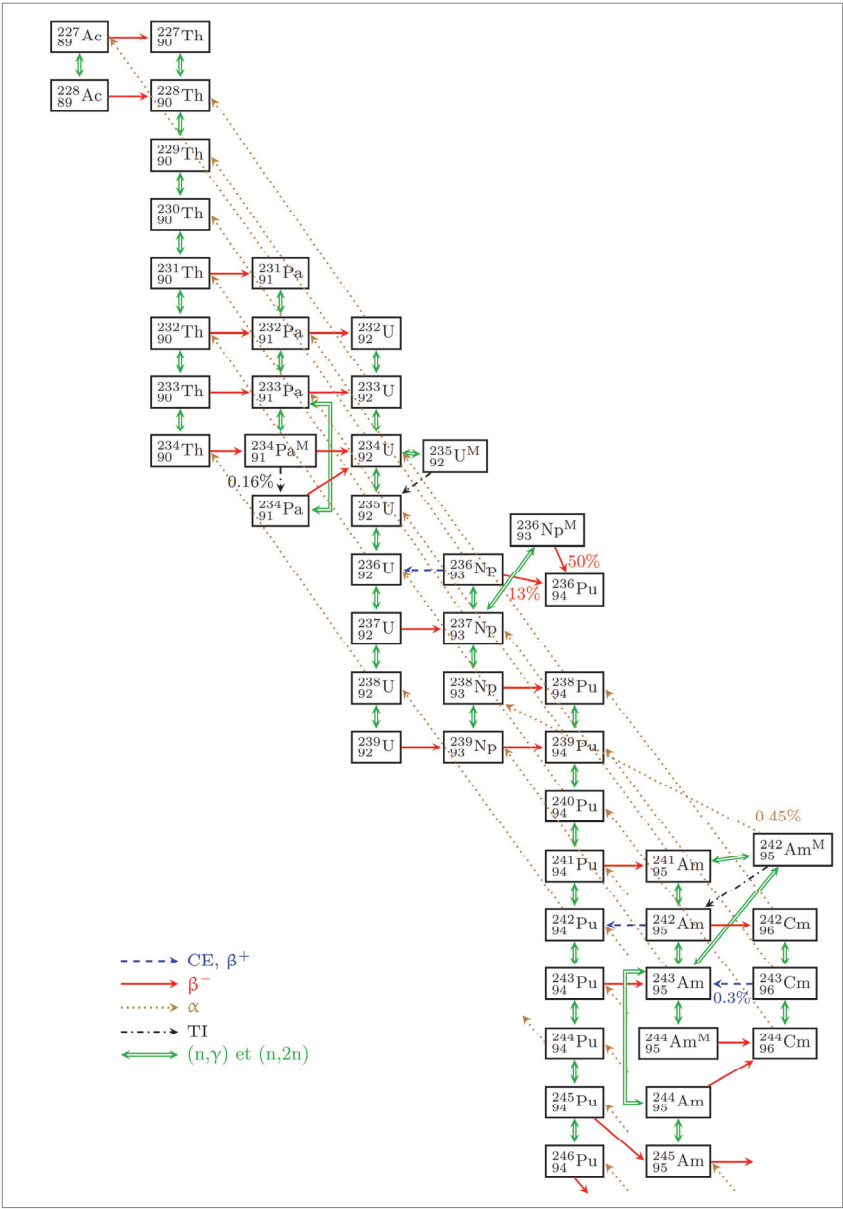 227 89 Ac 227 90 Th
228 89 Ac 228 90 Th
229 90 Th
230 90 Th
231 90 Th 231 91 Pa
232 90 Th 232 91 Pa 232 92 U
233 90 Th 233 91 Pa 233 92 U
234 90 Th 234 91 Pa M 234 92 U 235 92 U M
0.16%
234 91 Pa 235 92 U
236 93 Np M
50%
236 92 U 236 93 Np 236 94 Pu
13%
237 92 U 237 93 Np
238 92 U 238 93 Np 238 94 Pu
239 92 U 239 93 Np 239 94 Pu
240 94 Pu
0.45%
242 95 Am M
241 94 Pu 241 95 Am
242 94 Pu 242 95 Am 242 96 Cm
243 94 Pu 243 95 Am 243 96 Cm
0.3%
244 94 Pu 244 95 Am M 244 96 Cm
245 94 Pu 244 95 Am
246 94 Pu 245 95 Am
CE, β+
β−
α
TI
(n,γ) et (n,2n)